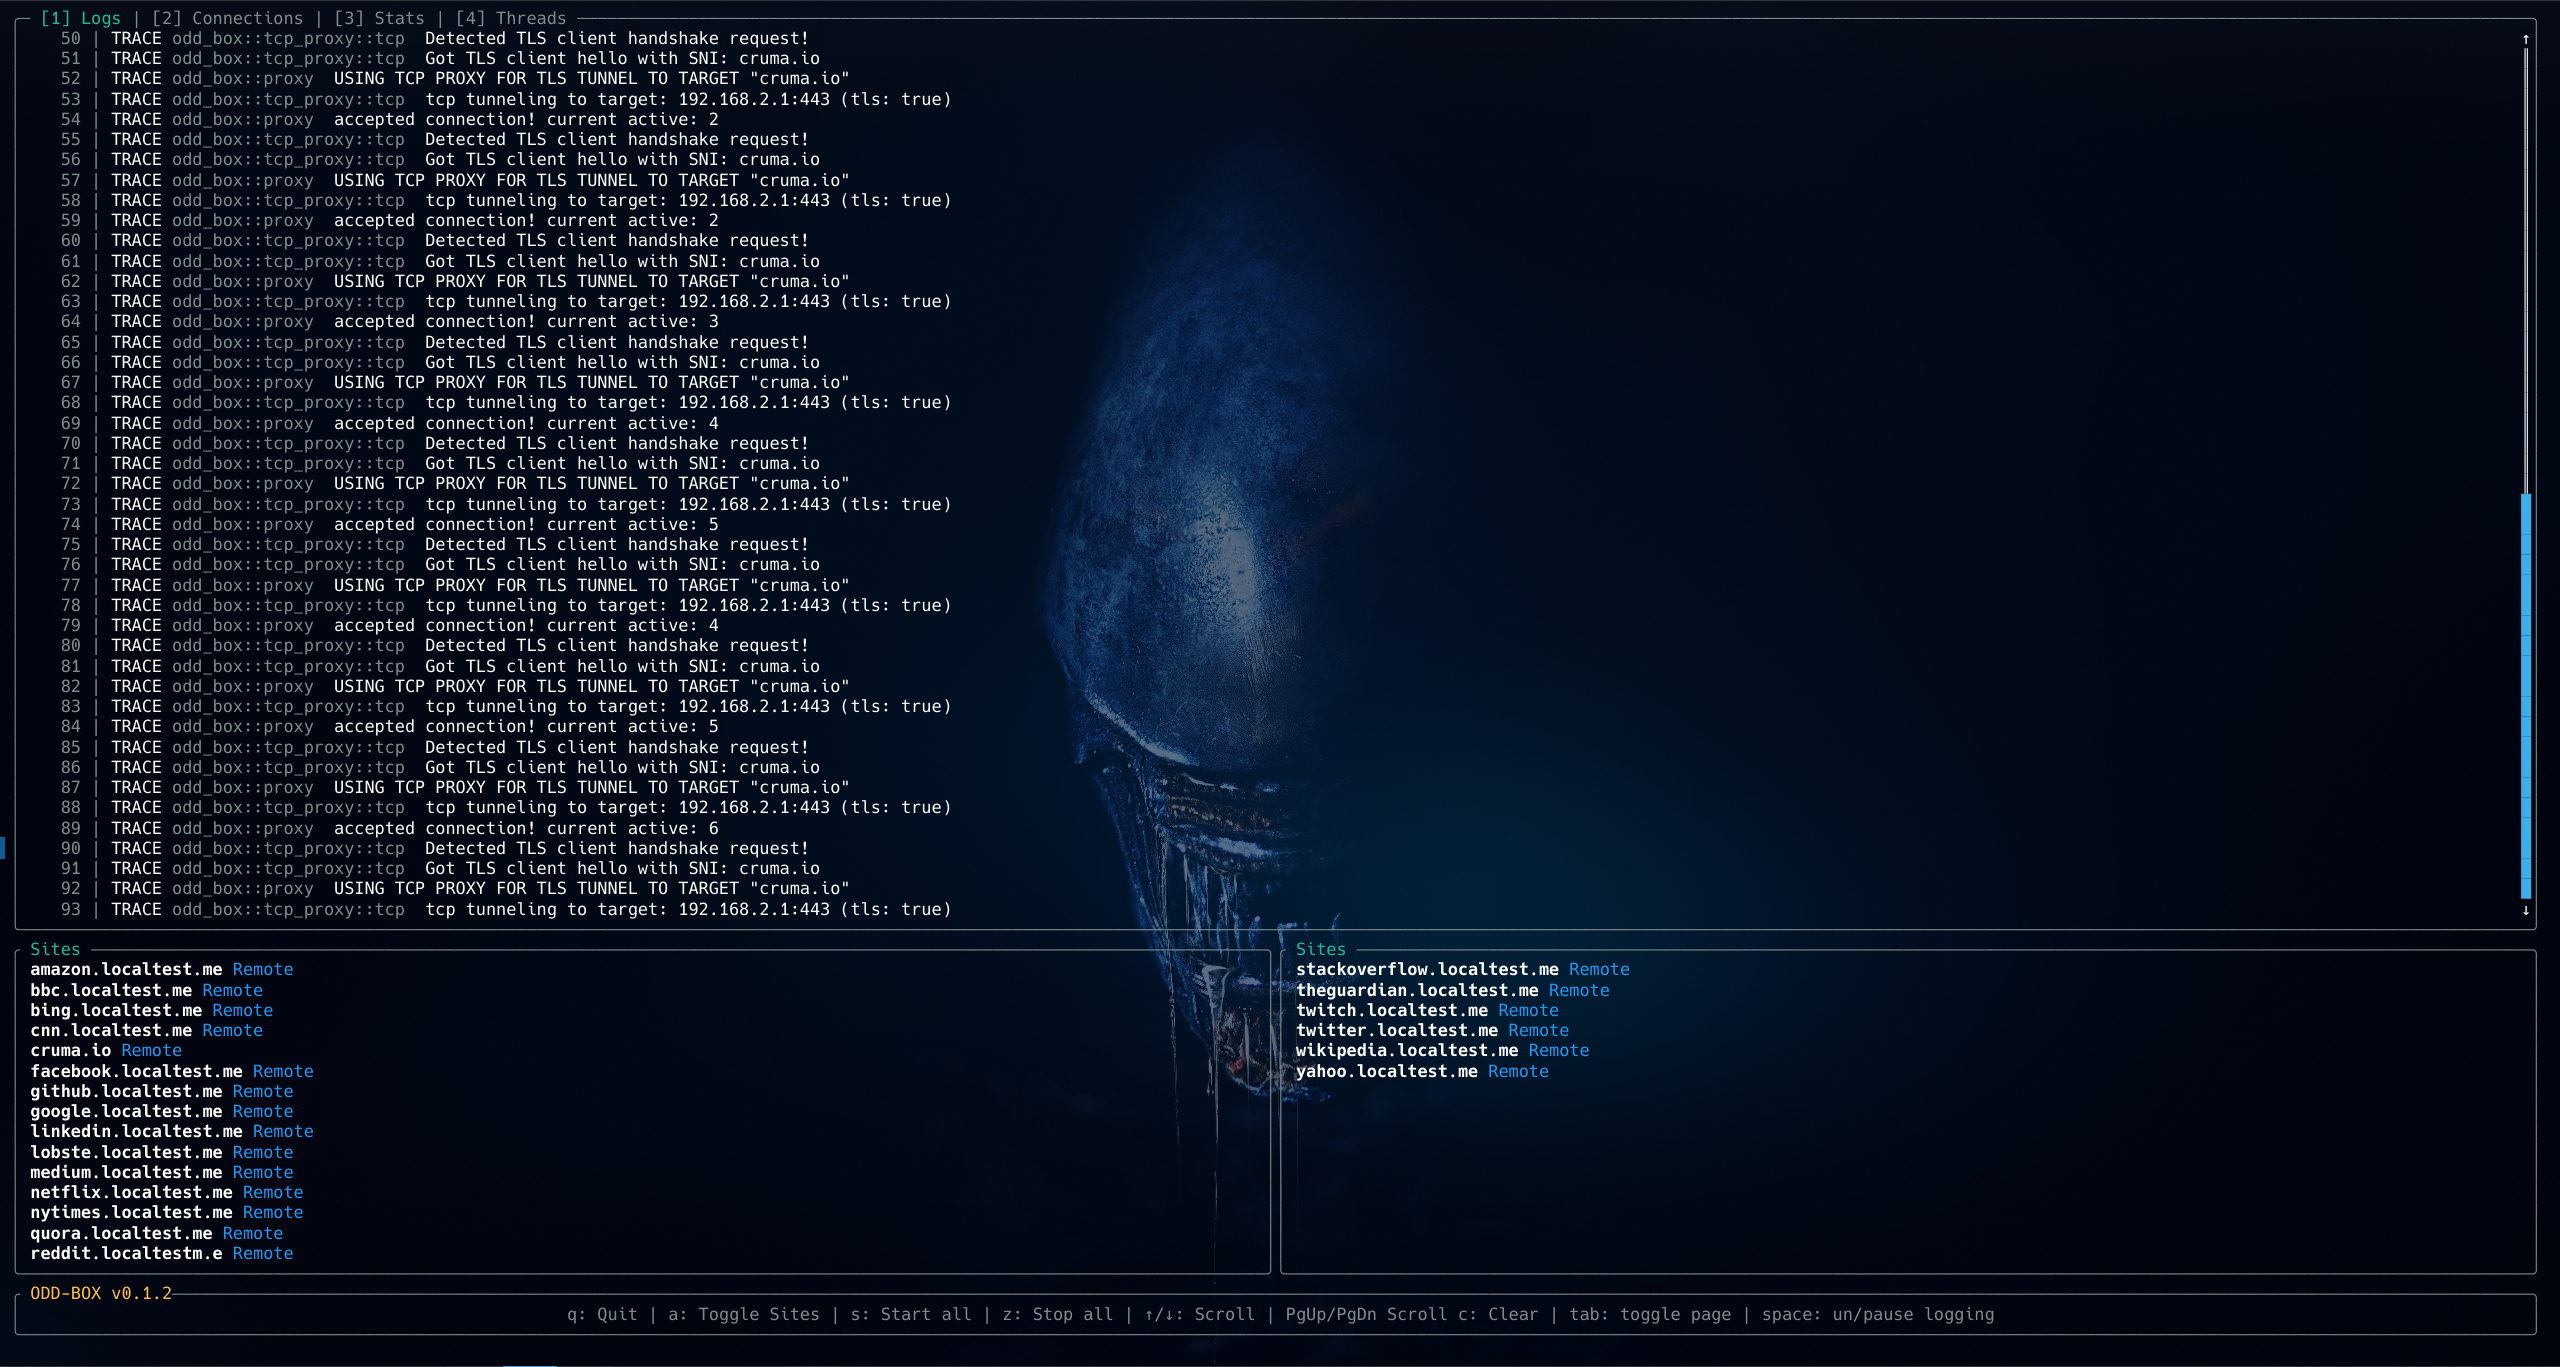 [1] Logs | [2] Connections | [3] Stats | [4] Threads
50 | TRACE odd_box::tcp_proxy::tcp  Detected TLS client handshake request!
51 | TRACE odd_box::tcp_proxy::tcp  Got TLS client hello with SNI: cruma.io
52 | TRACE odd_box::proxy  USING TCP PROXY FOR TLS TUNNEL TO TARGET "cruma.io"
53 | TRACE odd_box::tcp_proxy::tcp  tcp tunneling to target: 192.168.2.1:443 (tls: true)
54 | TRACE odd_box::proxy  accepted connection! current active: 2
55 | TRACE odd_box::tcp_proxy::tcp  Detected TLS client handshake request!
56 | TRACE odd_box::tcp_proxy::tcp  Got TLS client hello with SNI: cruma.io
57 | TRACE odd_box::proxy  USING TCP PROXY FOR TLS TUNNEL TO TARGET "cruma.io"
58 | TRACE odd_box::tcp_proxy::tcp  tcp tunneling to target: 192.168.2.1:443 (tls: true)
59 | TRACE odd_box::proxy  accepted connection! current active: 2
60 | TRACE odd_box::tcp_proxy::tcp  Detected TLS client handshake request!
61 | TRACE odd_box::tcp_proxy::tcp  Got TLS client hello with SNI: cruma.io
62 | TRACE odd_box::proxy  USING TCP PROXY FOR TLS TUNNEL TO TARGET "cruma.io"
63 | TRACE odd_box::tcp_proxy::tcp  tcp tunneling to target: 192.168.2.1:443 (tls: true)
64 | TRACE odd_box::proxy  accepted connection! current active: 3
65 | TRACE odd_box::tcp_proxy::tcp  Detected TLS client handshake request!
66 | TRACE odd_box::tcp_proxy::tcp  Got TLS client hello with SNI: cruma.io
67 | TRACE odd_box::proxy  USING TCP PROXY FOR TLS TUNNEL TO TARGET "cruma.io"
68 | TRACE odd_box::tcp_proxy::tcp  tcp tunneling to target: 192.168.2.1:443 (tls: true)
69 | TRACE odd_box::proxy  accepted connection! current active: 4
70 | TRACE odd_box::tcp_proxy::tcp  Detected TLS client handshake request!
71 | TRACE odd_box::tcp_proxy::tcp  Got TLS client hello with SNI: cruma.io
72 | TRACE odd_box::proxy  USING TCP PROXY FOR TLS TUNNEL TO TARGET "cruma.io"
73 | TRACE odd_box::tcp_proxy::tcp  tcp tunneling to target: 192.168.2.1:443 (tls: true)
74 | TRACE odd_box::proxy  accepted connection! current active: 5
75 | TRACE odd_box::tcp_proxy::tcp  Detected TLS client handshake request!
76 | TRACE odd_box::tcp_proxy::tcp  Got TLS client hello with SNI: cruma.io
77 | TRACE odd_box::proxy  USING TCP PROXY FOR TLS TUNNEL TO TARGET "cruma.io"
78 | TRACE odd_box::tcp_proxy::tcp  tcp tunneling to target: 192.168.2.1:443 (tls: true)
79 | TRACE odd_box::proxy  accepted connection! current active: 4
80 | TRACE odd_box::tcp_proxy::tcp  Detected TLS client handshake request!
81 | TRACE odd_box::tcp_proxy::tcp  Got TLS client hello with SNI: cruma.io
82 | TRACE odd_box::proxy  USING TCP PROXY FOR TLS TUNNEL TO TARGET "cruma.io"
83 | TRACE odd_box::tcp_proxy::tcp  tcp tunneling to target: 192.168.2.1:443 (tls: true)
84 | TRACE odd_box::proxy  accepted connection! current active: 5
85 | TRACE odd_box::tcp_proxy::tcp  Detected TLS client handshake request!
86 | TRACE odd_box::tcp_proxy::tcp  Got TLS client hello with SNI: cruma.io
87 | TRACE odd_box::proxy  USING TCP PROXY FOR TLS TUNNEL TO TARGET "cruma.io"
88 | TRACE odd_box::tcp_proxy::tcp  tcp tunneling to target: 192.168.2.1:443 (tls: true)
89 | TRACE odd_box::proxy  accepted connection! current active: 6
90 | TRACE odd_box::tcp_proxy::tcp  Detected TLS client handshake request!
91 | TRACE odd_box::tcp_proxy::tcp  Got TLS client hello with SNI: cruma.io
92 | TRACE odd_box::proxy  USING TCP PROXY FOR TLS TUNNEL TO TARGET "cruma.io"
93 | TRACE odd_box::tcp_proxy::tcp  tcp tunneling to target: 192.168.2.1:443 (tls: true)
Sites
amazon.localtest.me Remote
bbc.localtest.me Remote
bing.localtest.me Remote
cnn.localtest.me Remote
cruma.io Remote
facebook.localtest.me Remote
github.localtest.me Remote
google.localtest.me Remote
linkedin.localtest.me Remote
lobste.localtest.me Remote
medium.localtest.me Remote
netflix.localtest.me Remote
nytimes.localtest.me Remote
quora.localtest.me Remote
reddit.localtestm.e Remote
Sites
stackoverflow.localtest.me Remote
theguardian.localtest.me Remote
twitch.localtest.me Remote
twitter.localtest.me Remote
wikipedia.localtest.me Remote
yahoo.localtest.me Remote
ODD-BOX v0.1.2
q: Quit | a: Toggle Sites | s: Start all | z: Stop all | ↑/↓: Scroll | PgUp/PgDn Scroll c: Clear | tab: toggle page | space: un/pause logging